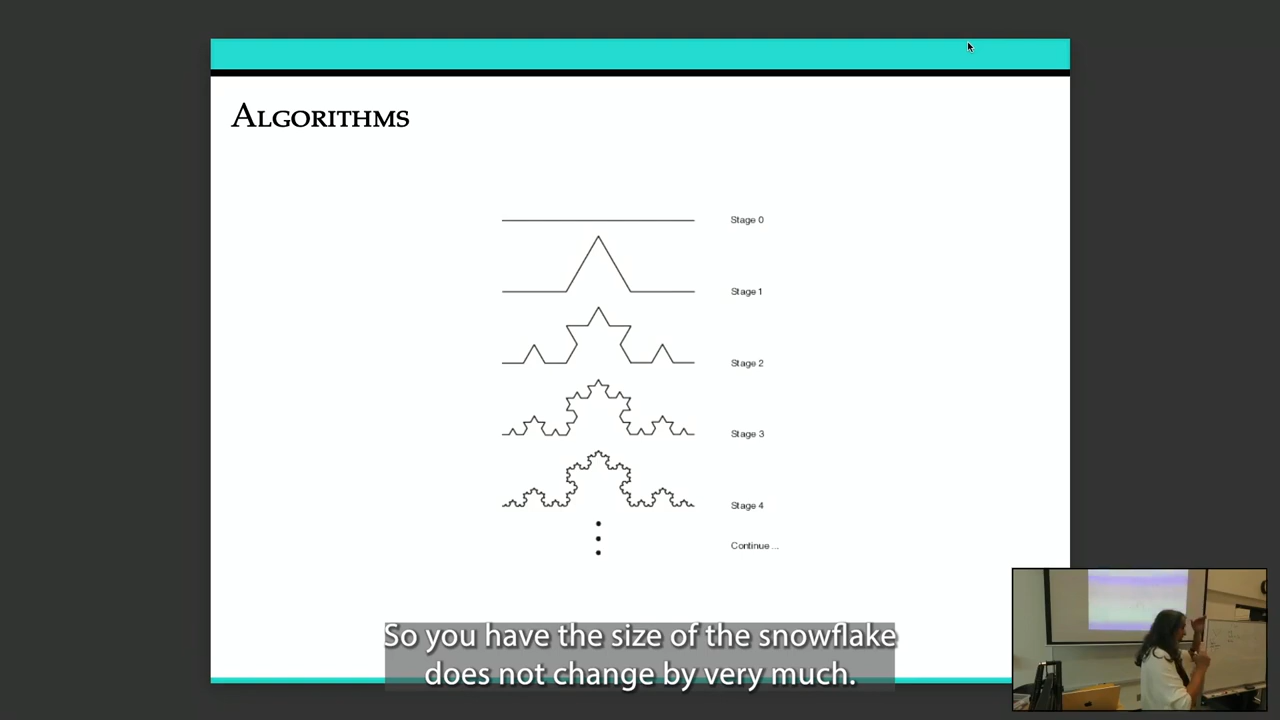 ALGORITHMS
Stage 0
Stage 1
Stage 2
Stage 3
Stage 4
Continue ...
So you have the size of the snowflake
does not change by very much.